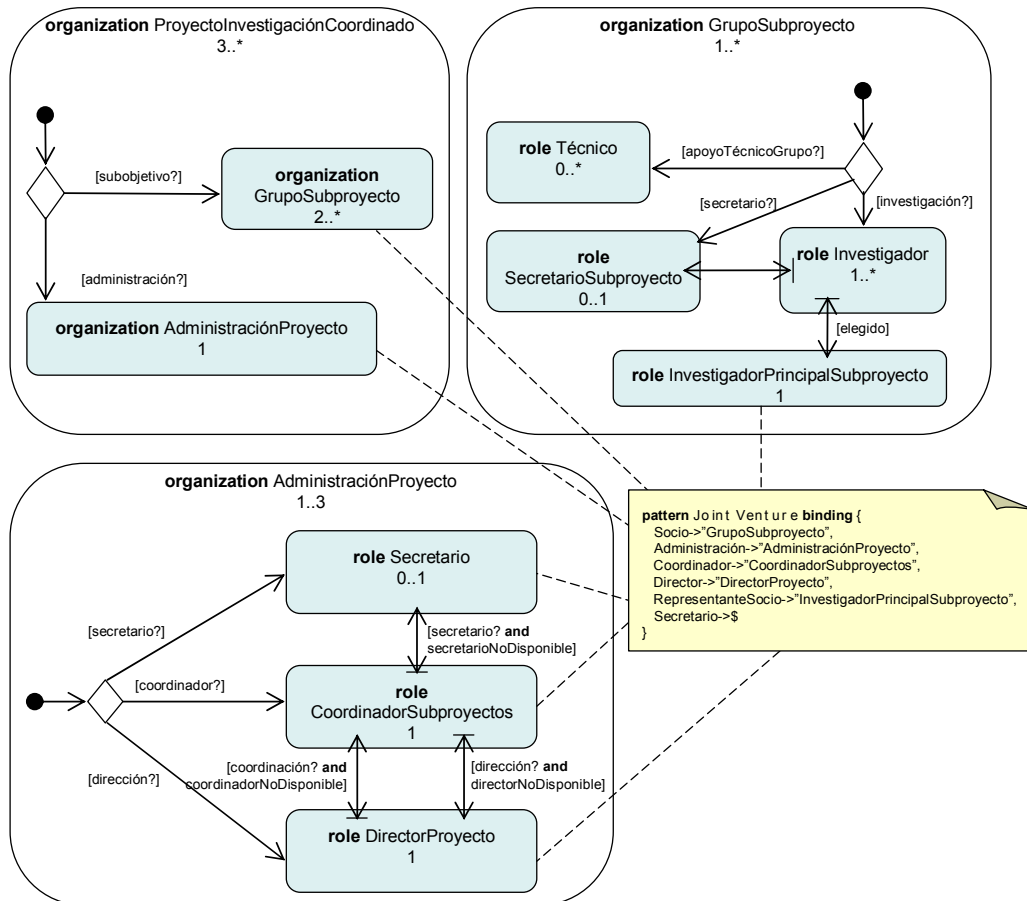 organization ProyectoInvestigaciónCoordinado
3..*
[subobjetivo?]
organization
GrupoSubproyecto
2..*
[administración?]
organization AdministraciónProyecto
1
organization GrupoSubproyecto
1..*
role Técnico
0..*
[apoyoTécnicoGrupo?]
[secretario?]
[investigación?]
role
SecretarioSubproyecto
0..1
role Investigador
1..*
[elegido]
role InvestigadorPrincipalSubproyecto
1
organization AdministraciónProyecto
1..3
role Secretario
0..1
[secretario?]
[secretario? and
secretarioNoDisponible]
[coordinador?]
role
CoordinadorSubproyectos
1
[dirección?]
[coordinación? and
coordinadorNoDisponible]
[dirección? and
directorNoDisponible]
role DirectorProyecto
1
pattern Joint Venture binding {
Socio->"GrupoSubproyecto",
Administración->"AdministraciónProyecto",
Coordinador->"CoordinadorSubproyectos",
Director->"DirectorProyecto",
RepresentanteSocio->"InvestigadorPrincipalSubproyecto",
Secretario->$
}